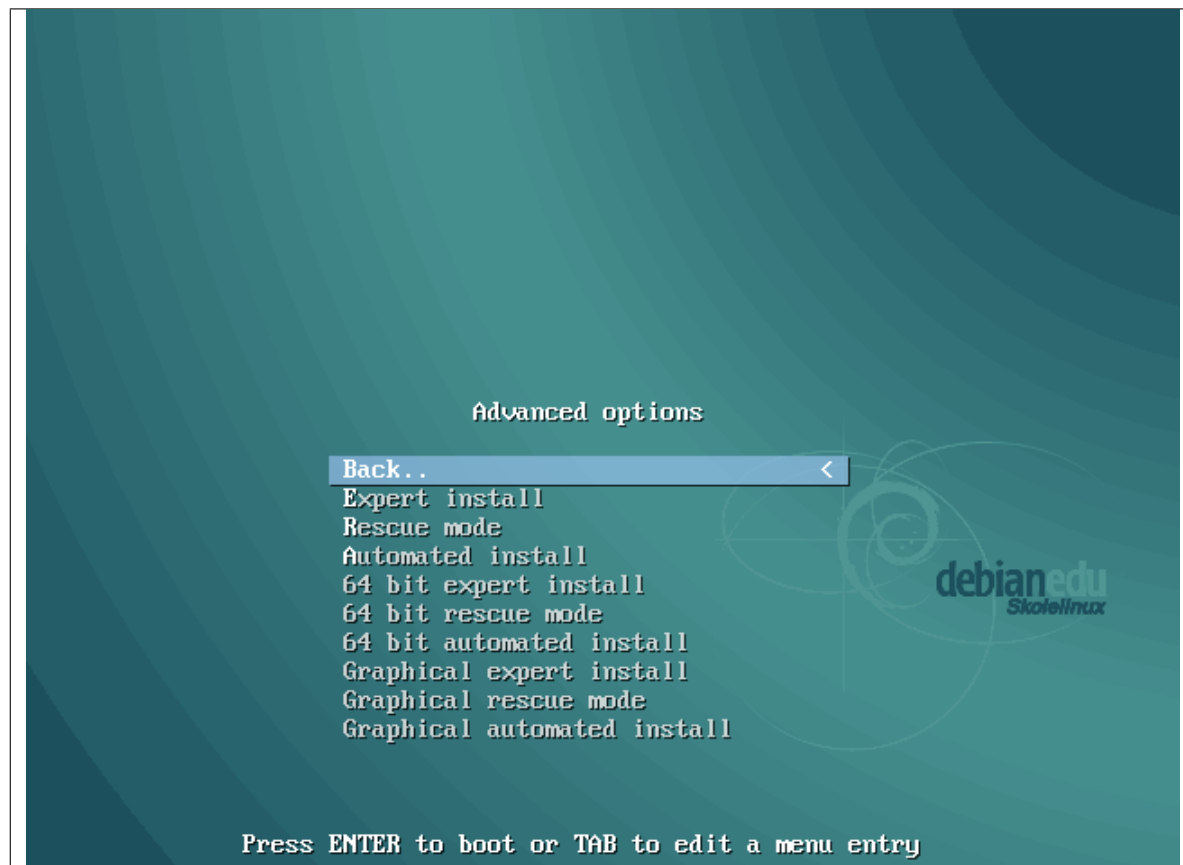 Advanced options
Back.. <
Expert install
Rescue mode
Automated install
64 bit expert install
64 bit rescue mode
64 bit automated install
Graphical expert install
Graphical rescue mode
Graphical automated install
debianedu
Skolelinux
Press ENTER to boot or TAB to edit a menu entry